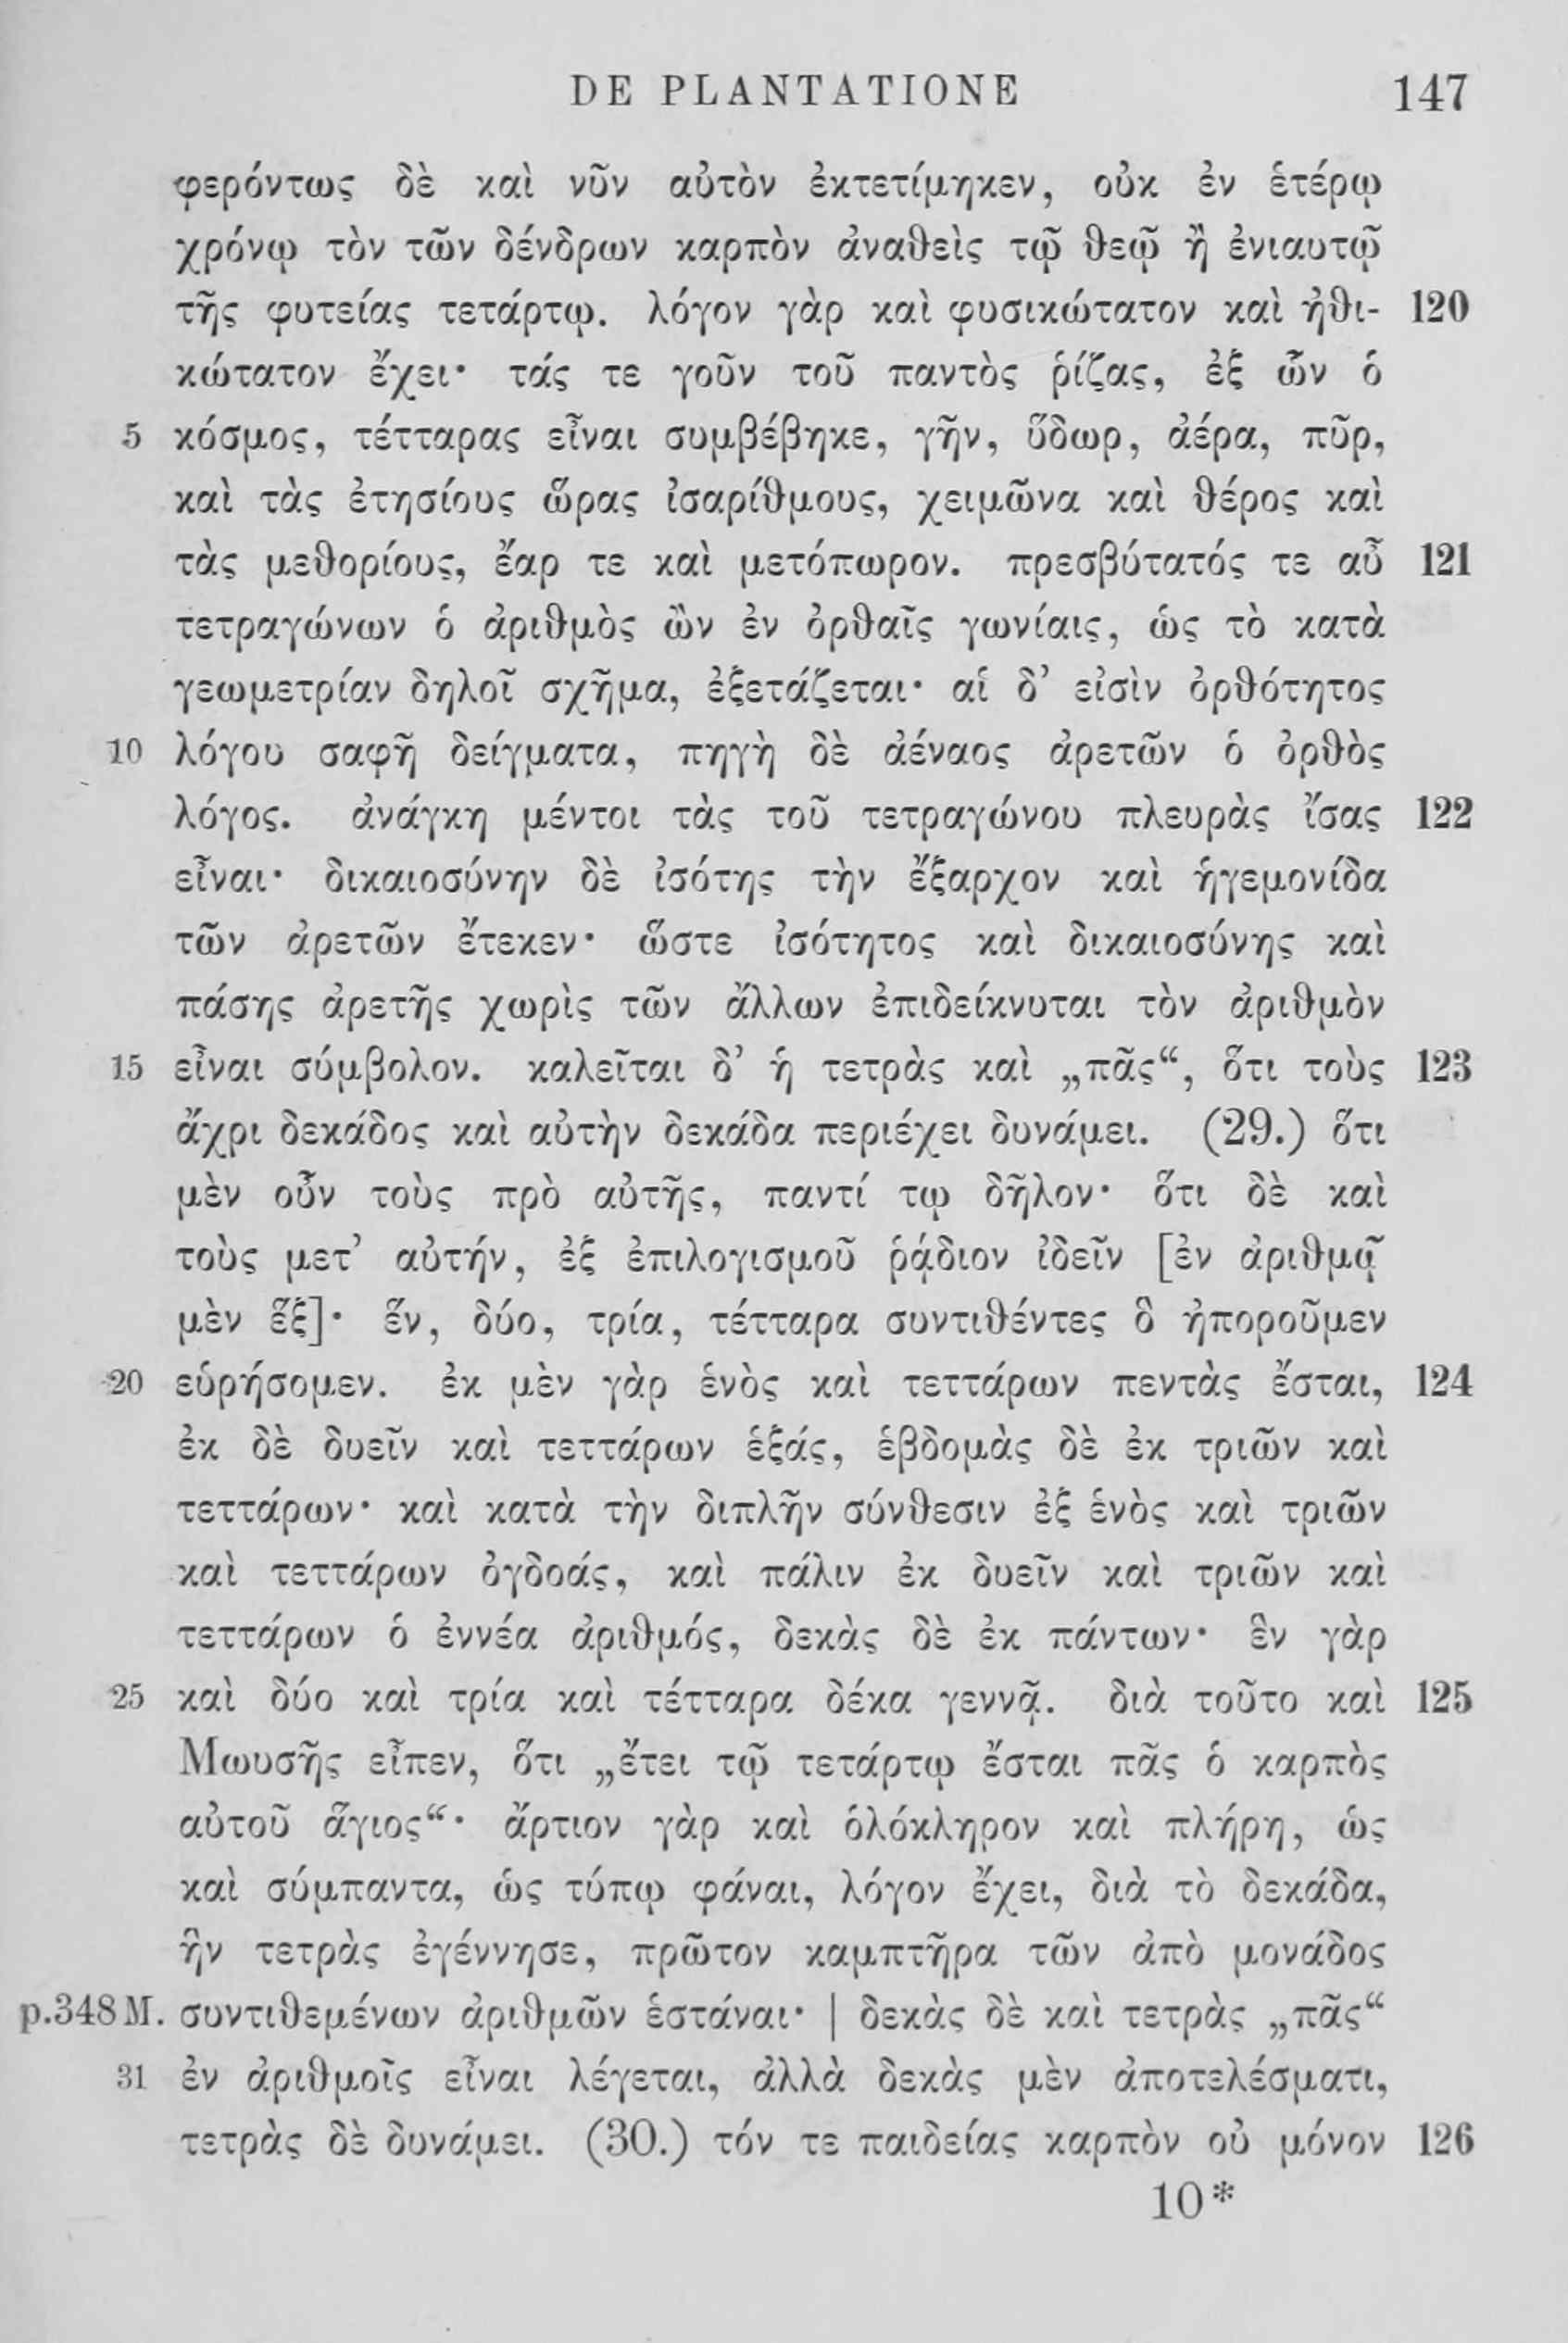 DE PLANTATIONE 147
φερόντως δὲ καὶ νῦν αὐτὸν ἐκτετίμηκεν, οὐκ ἐν ἑτέρῳ
χρόνῳ τὸν τῶν δένδρων καρπὸν ἀναθεὶς τῷ θεῷ ἢ ἐνιαυτῷ
τῆς φυτείας τετάρτῳ. λόγον γὰρ καὶ φυσικώτατον καὶ ἠθι- 120
κώτατον ἔχει· τάς τε γοῦν τοῦ παντὸς ῥίζας, ἐξ ὧν ὁ
5 κόσμος, τέτταρας εἶναι συμβέβηκε, γῆν, ὕδωρ, ἀέρα, πῦρ,
καὶ τὰς ἐτησίους ὥρας ἰσαρίθμους, χειμῶνα καὶ θέρος καὶ
τὰς μεθορίους, ἔαρ τε καὶ μετόπωρον. πρεσβύτατός τε αὖ 121
τετραγώνων ὁ ἀριθμὸς ὢν ἐν ὀρθαῖς γωνίαις, ὡς τὸ κατὰ
γεωμετρίαν δηλοῖ σχῆμα, ἐξετάζεται· αἱ δ’ εἰσὶν ὀρθότητος
10 λόγου σαφῆ δείγματα, πηγὴ δὲ ἀέναος ἀρετῶν ὁ ὀρθὸς
λόγος. ἀνάγκη μέντοι τὰς τοῦ τετραγώνου πλευρὰς ἴσας 122
εἶναι· δικαιοσύνην δὲ ἰσότης τὴν ἔξαρχον καὶ ἡγεμονίδα
τῶν ἀρετῶν ἔτεκεν· ὥστε ἰσότητος καὶ δικαιοσύνης καὶ
πάσης ἀρετῆς χωρὶς τῶν ἄλλων ἐπιδείκνυται τὸν ἀριθμὸν
15 εἶναι σύμβολον. καλεῖται δ’ ἡ τετρὰς καὶ „πᾶς“, ὅτι τοὺς 123
ἄχρι δεκάδος καὶ αὐτὴν δεκάδα περιέχει δυνάμει. (29.) ὅτι
μὲν οὖν τοὺς πρὸ αὐτῆς, παντί τῳ δῆλον· ὅτι δὲ καὶ
τοὺς μετ’ αὐτήν, ἐξ ἐπιλογισμοῦ ῥᾴδιον ἰδεῖν [ἐν ἀριθμῷ
μὲν ἕξ]· ἕν, δύο, τρία, τέτταρα συντιθέντες ὃ ἠποροῦμεν
20 εὑρήσομεν. ἐκ μὲν γὰρ ἑνὸς καὶ τεττάρων πεντὰς ἔσται, 124
ἐκ δὲ δυεῖν καὶ τεττάρων ἑξάς, ἑβδομὰς δὲ ἐκ τριῶν καὶ
τεττάρων· καὶ κατὰ τὴν διπλῆν σύνθεσιν ἐξ ἑνὸς καὶ τριῶν
καὶ τεττάρων ὀγδοάς, καὶ πάλιν ἐκ δυεῖν καὶ τριῶν καὶ
τεττάρων ὁ ἐννέα ἀριθμός, δεκὰς δὲ ἐκ πάντων· ἓν γὰρ
25 καὶ δύο καὶ τρία καὶ τέτταρα δέκα γεννᾷ. διὰ τοῦτο καὶ 125
Μωυσῆς εἶπεν, ὅτι „ἔτει τῷ τετάρτῳ ἔσται πᾶς ὁ καρπὸς
αὐτοῦ ἅγιος“· ἄρτιον γὰρ καὶ ὁλόκληρον καὶ πλήρη, ὡς
καὶ σύμπαντα, ὡς τύπῳ φάναι, λόγον ἔχει, διὰ τὸ δεκάδα,
ἣν τετρὰς ἐγέννησε, πρῶτον καμπτῆρα τῶν ἀπὸ μονάδος
p.348 M. συντιθεμένων ἀριθμῶν ἑστάναι· | δεκὰς δὲ καὶ τετρὰς „πᾶς“
31 ἐν ἀριθμοῖς εἶναι λέγεται, ἀλλὰ δεκὰς μὲν ἀποτελέσματι,
τετρὰς δὲ δυνάμει. (30.) τόν τε παιδείας καρπὸν οὐ μόνον 126
10*